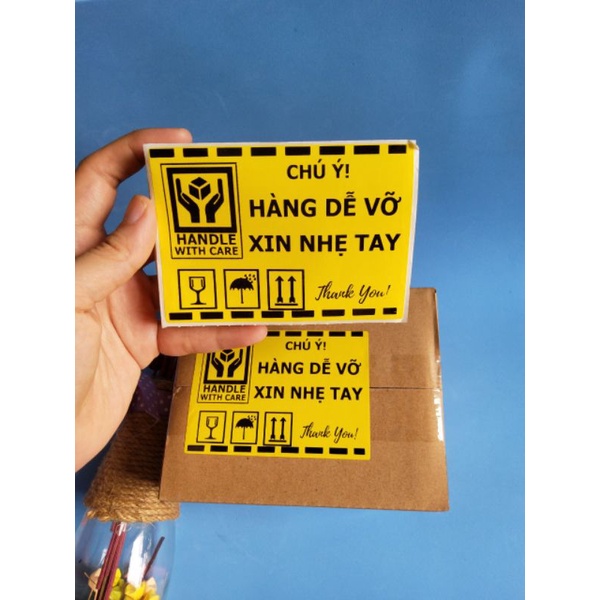 CHÚ Ý!
HÀNG DỄ VỠ
XIN NHẸ TAY
HANDLE
WITH CARE
Thank You!
CHÚ Ý!
HÀNG DỄ VỠ
XIN NHẸ TAY
HANDLE
WITH CARE
Thank You!